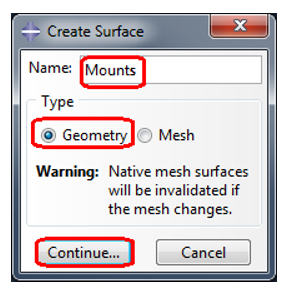 Create Surface
Name: Mounts
Type
Geometry Mesh
Warning: Native mesh surfaces
will be invalidated if
the mesh changes.
Continue... Cancel